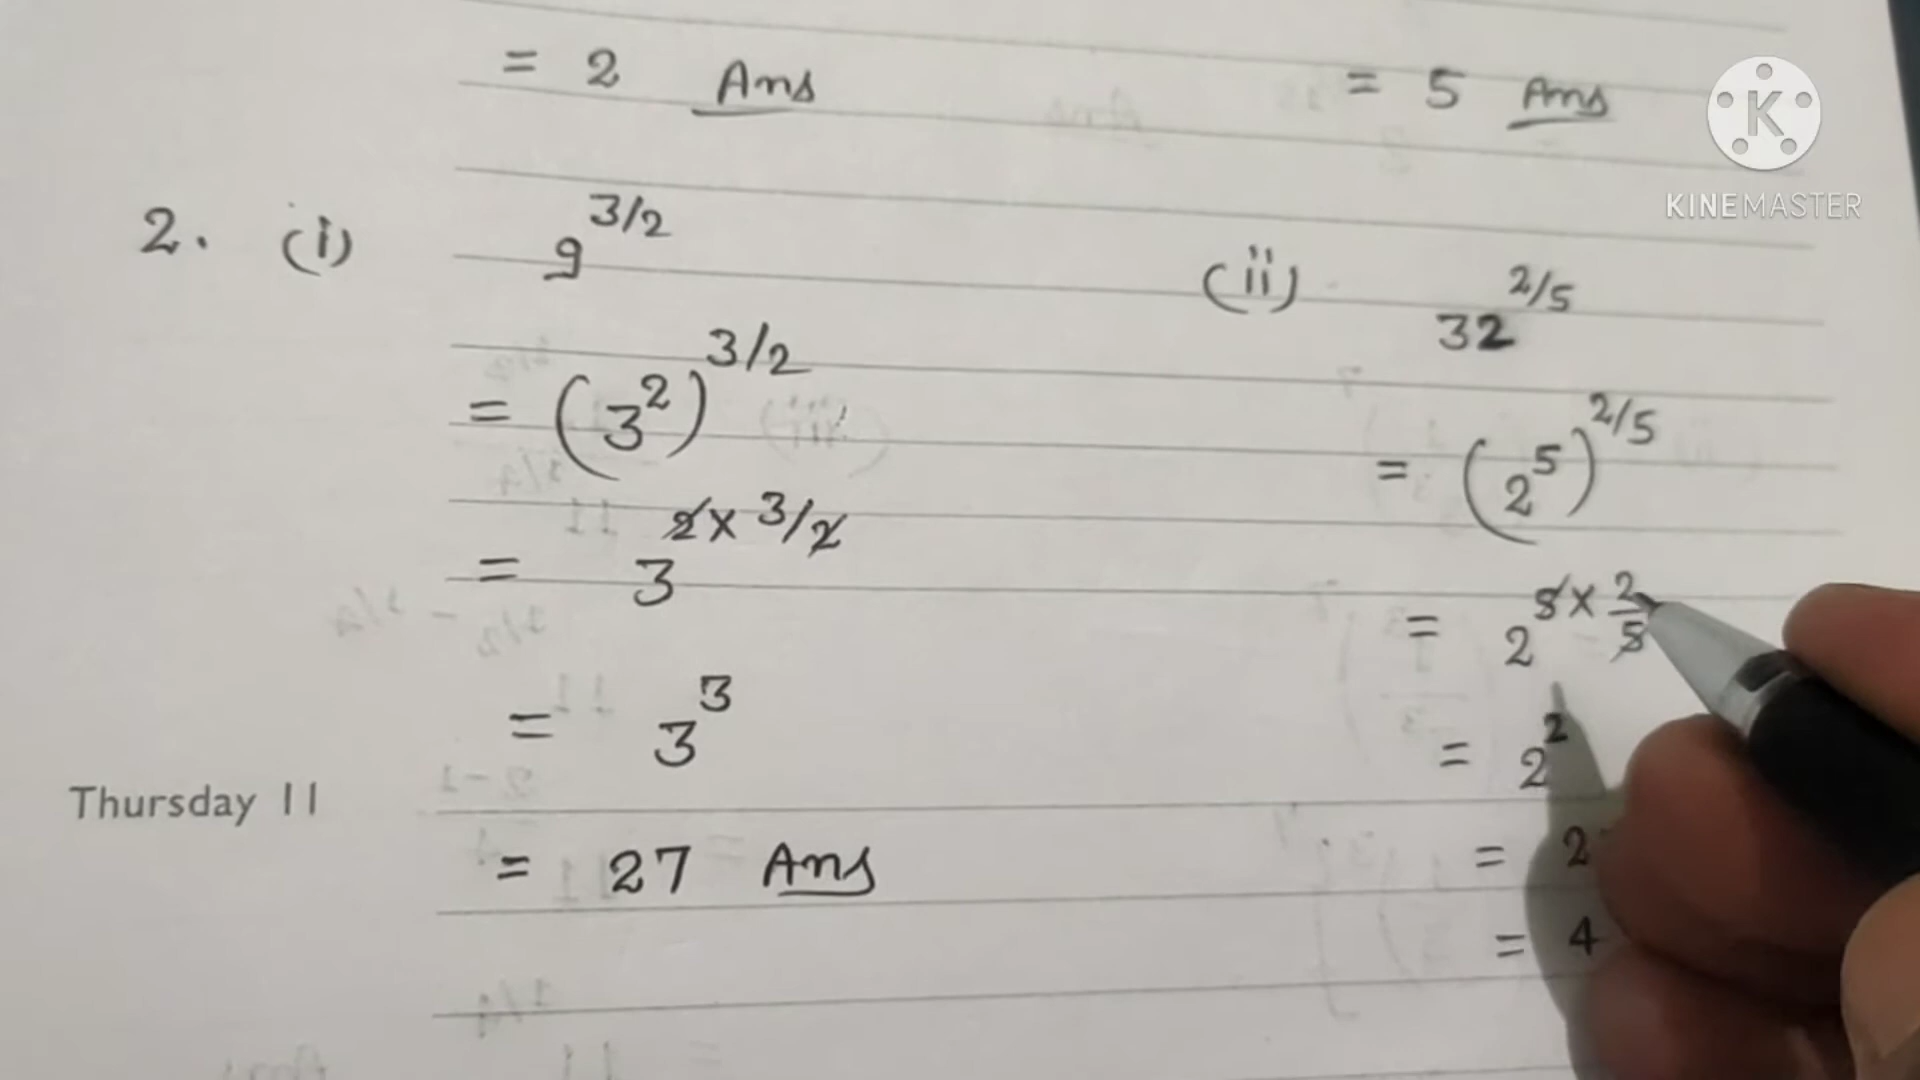 = 2 Ans
= 5 Ans
K
KINEMASTER
2. (i) 9^{3/2}
= (3^2)^{3/2}
= 3^{2 x 3/2}
= 3^3
= 27 Ans
(ii) 32^{2/5}
= (2^5)^{2/5}
= 2^{5 x 2/5}
= 2^2
= 2
= 4
Thursday 11